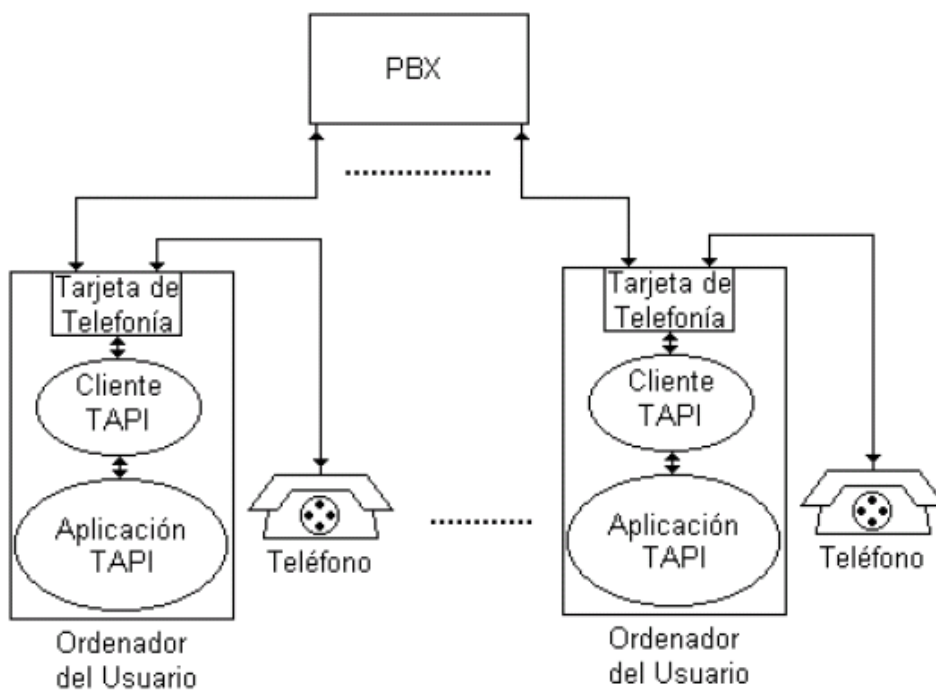 PBX
Tarjeta de
Telefonía
Cliente
TAPI
Aplicación
TAPI
Teléfono
Ordenador
del Usuario
Tarjeta de
Telefonía
Cliente
TAPI
Aplicación
TAPI
Teléfono
Ordenador
del Usuario